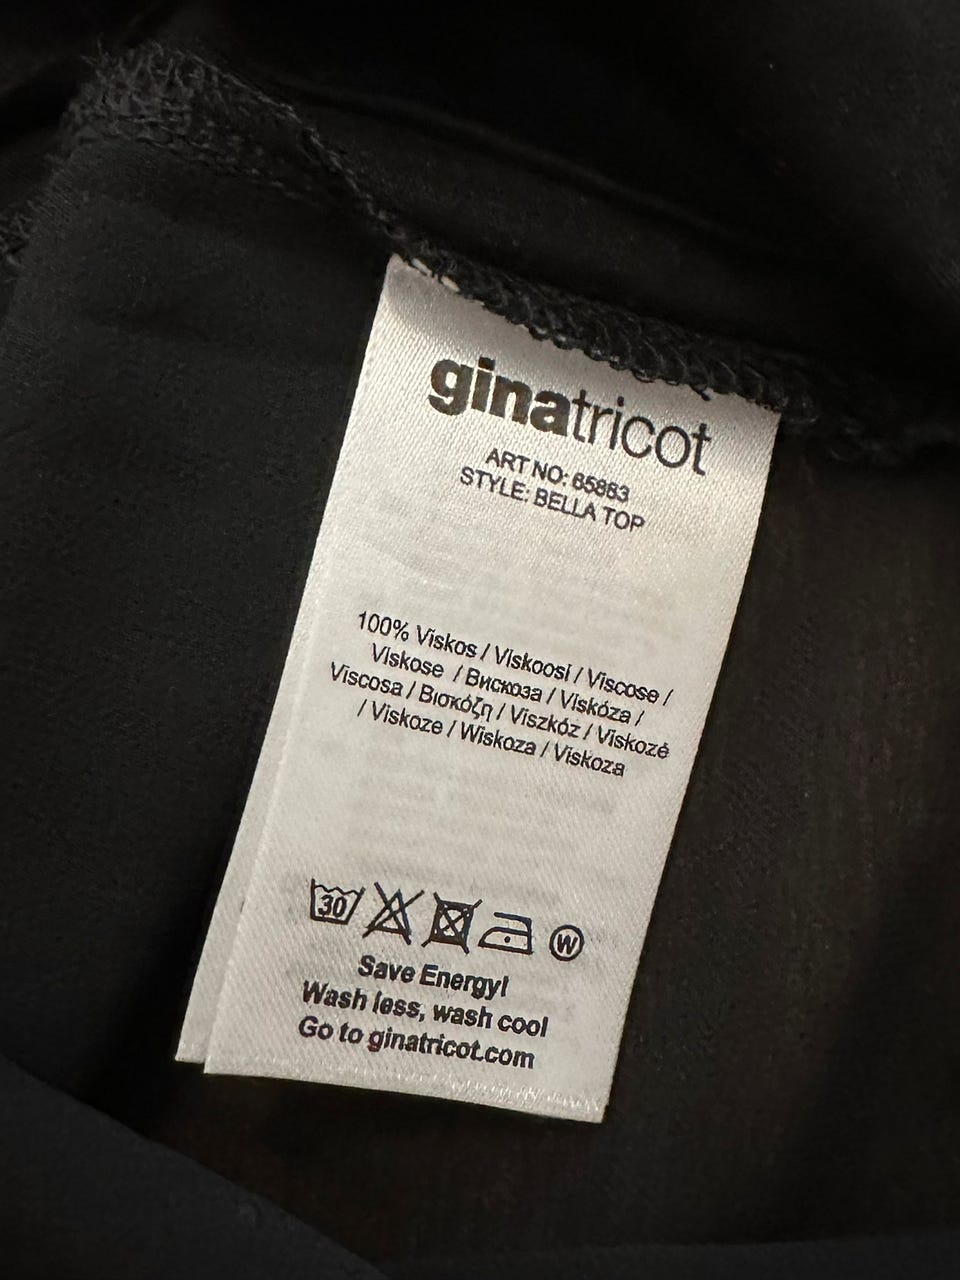 ginatricot
ART NO: 65863
STYLE: BELLA TOP
100% Viskos / Viskoosi / Viscose /
Viskose / Вискоза / Viskóza /
Viscosa / Βισκόζη / Viszkóz / Viskozė
/ Viskoze / Wiskoza / Viskoza
30 W
Save Energy!
Wash less, wash cool
Go to ginatricot.com